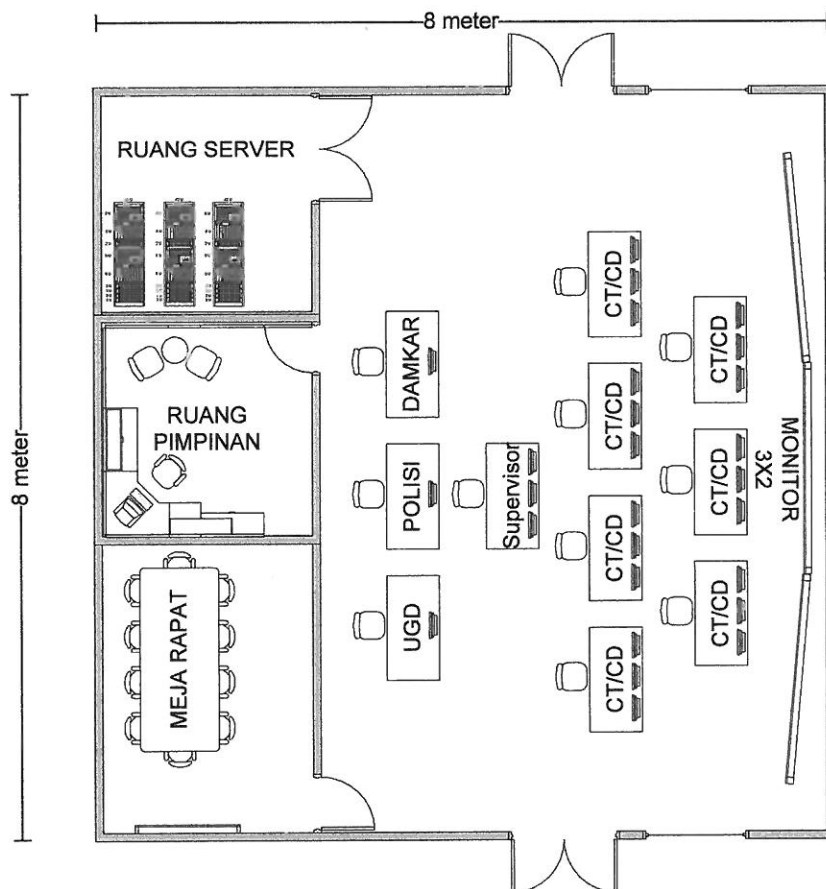 8 meter
8 meter
RUANG SERVER
RUANG
PIMPINAN
MEJA RAPAT
DAMKAR
POLISI
UGD
Supervisor
CT/CD
CT/CD
CT/CD
CT/CD
CT/CD
CT/CD
CT/CD
MONITOR
3X2